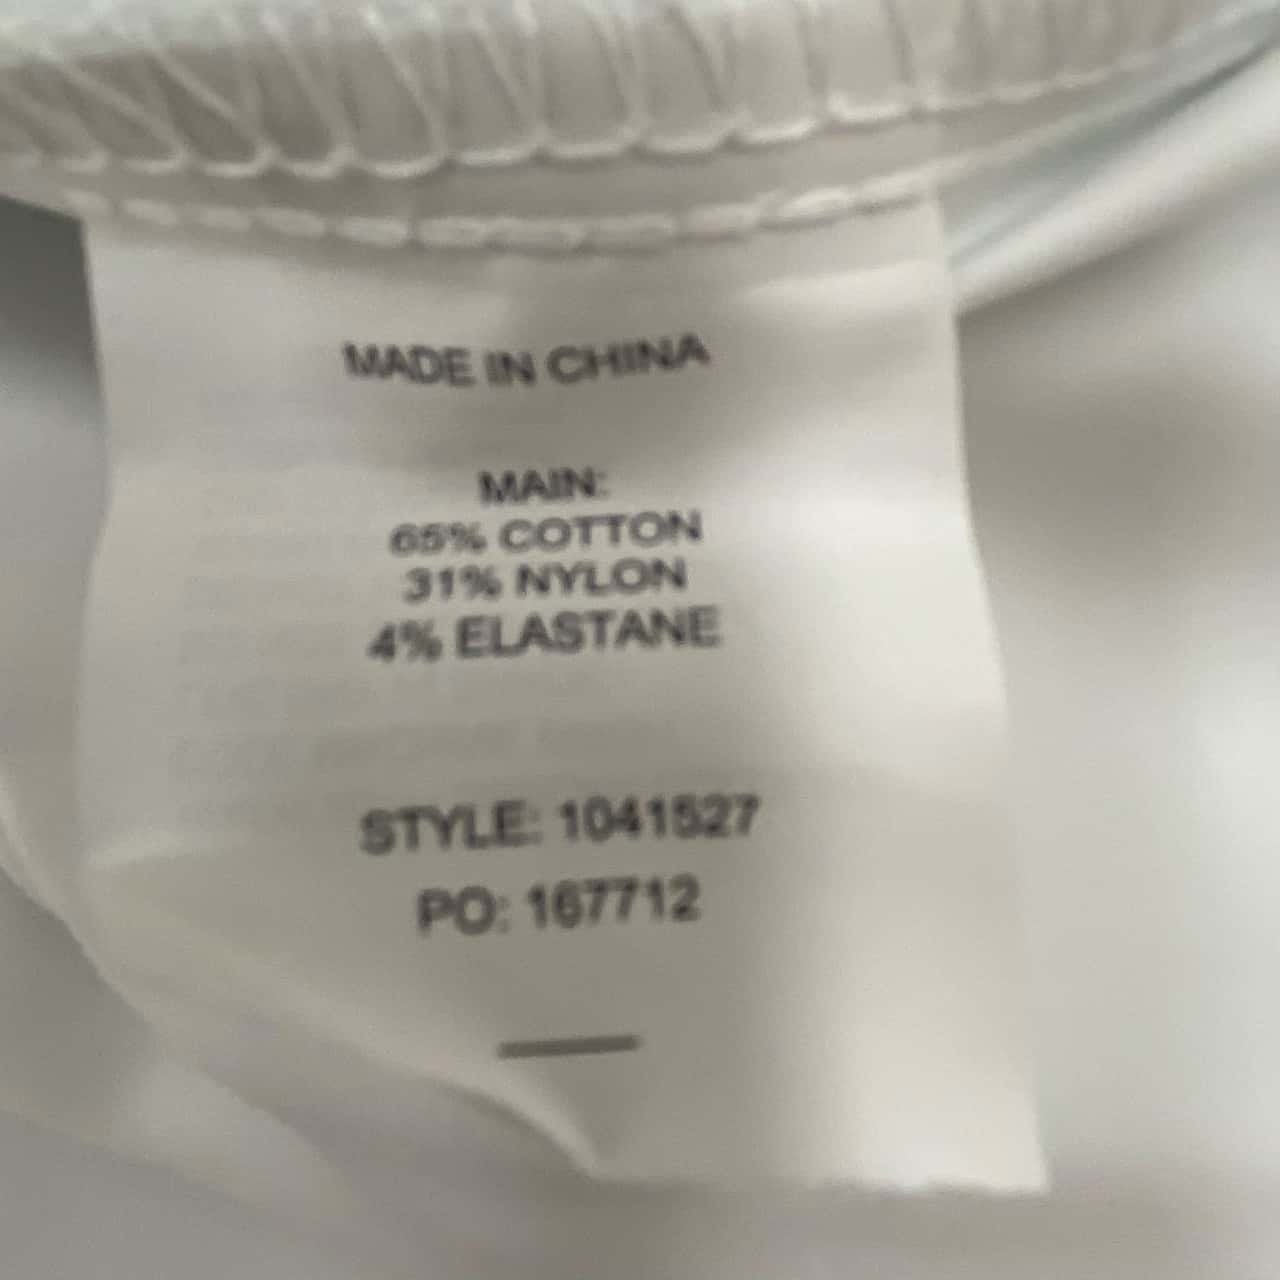 MADE IN CHINA
MAIN:
65% COTTON
31% NYLON
4% ELASTANE
STYLE: 1041527
PO: 167712